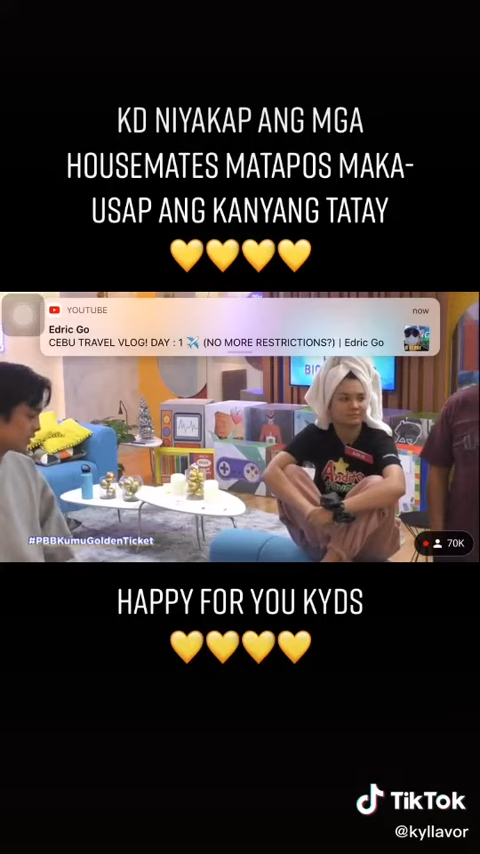 KD NIYAKAP ANG MGA
HOUSEMATES MATAPOS MAKA-
USAP ANG KANYANG TATAY
💛💛💛💛
YOUTUBE now
Edric Go
CEBU TRAVEL VLOG! DAY : 1 ✈️ (NO MORE RESTRICTIONS?) | Edric Go
#PBBKumuGoldenTicket
70K
HAPPY FOR YOU KYDS
💛💛💛💛
TikTok
@kyllavor